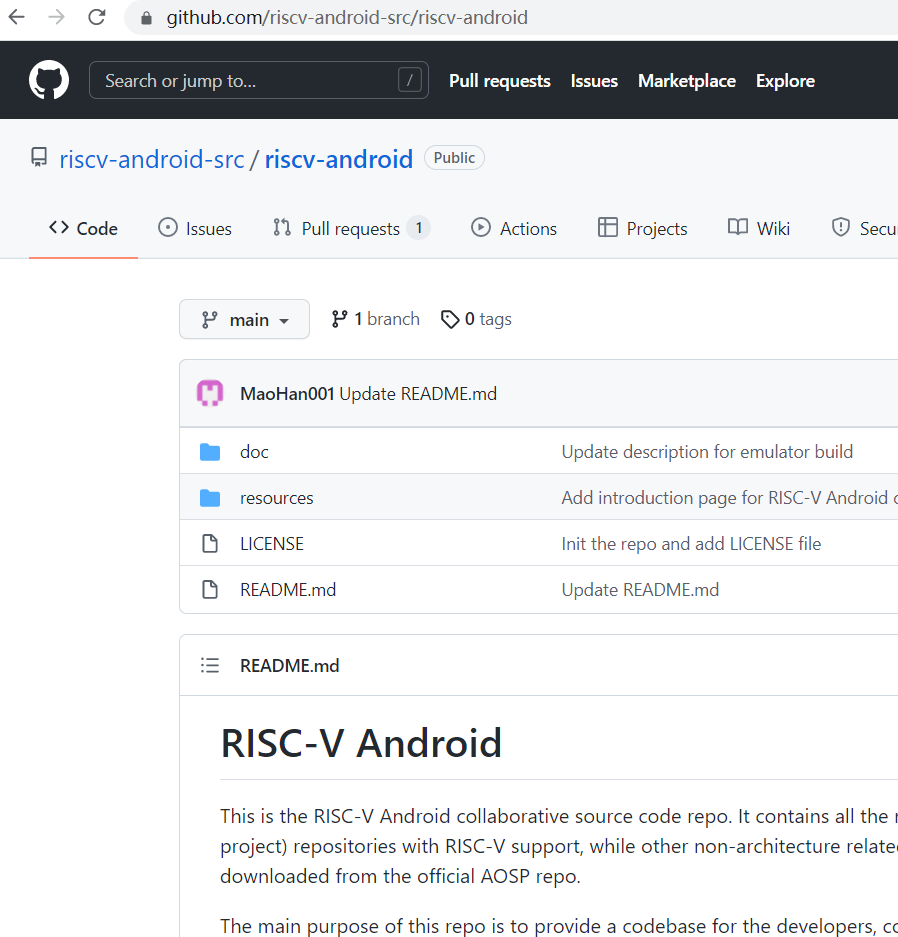 github.com/riscv-android-src/riscv-android
Search or jump to... /
Pull requests Issues Marketplace Explore
riscv-android-src / riscv-android Public
Code Issues Pull requests 1 Actions Projects Wiki
main 1 branch 0 tags
MaoHan001 Update README.md
doc Update description for emulator build
resources Add introduction page for RISC-V Android
LICENSE Init the repo and add LICENSE file
README.md Update README.md
README.md
RISC-V Android
This is the RISC-V Android collaborative source code repo. It contains all the
project) repositories with RISC-V support, while other non-architecture
downloaded from the official AOSP repo.
The main purpose of this repo is to provide a codebase for the developers,